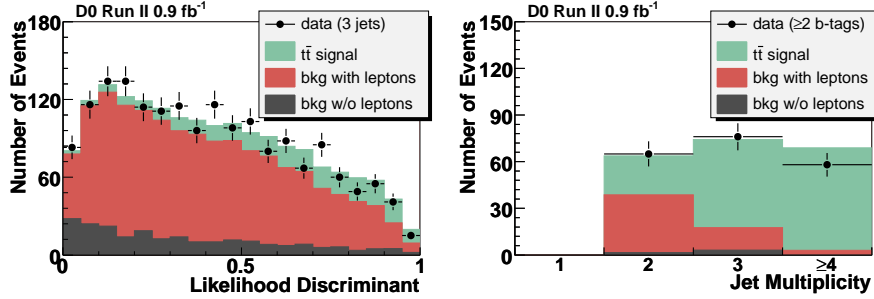 D0 Run II 0.9 fb⁻¹
Number of Events
180
120
60
0
data (3 jets)
tt̄ signal
bkg with leptons
bkg w/o leptons
0
0.5
1
Likelihood Discriminant
D0 Run II 0.9 fb⁻¹
Number of Events
150
120
90
60
30
0
data (≥2 b-tags)
tt̄ signal
bkg with leptons
bkg w/o leptons
1
2
3
≥4
Jet Multiplicity